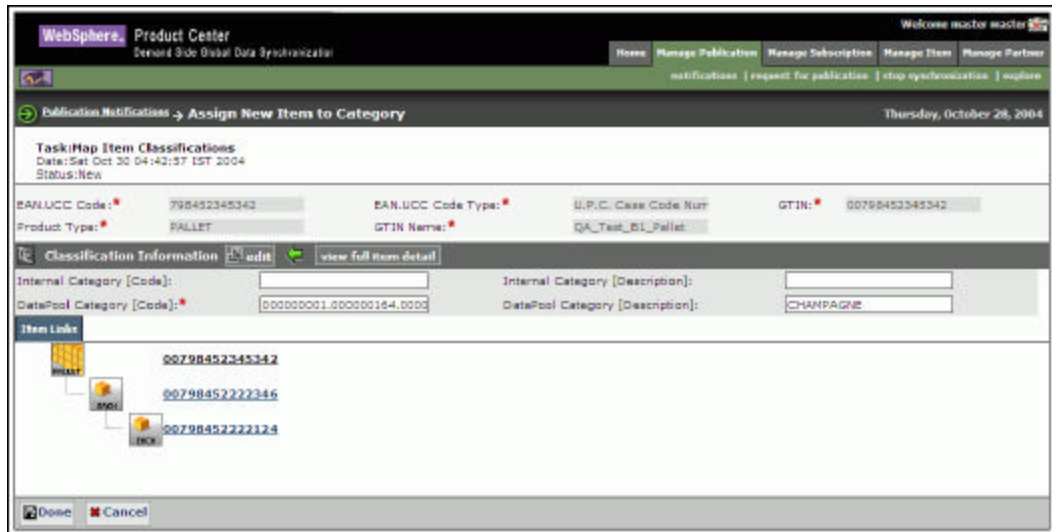 Welcome master master
WebSphere. Product Center
Demand Side Global Data Synchronization
Home Manage Publication Manage Subscription Manage Item Manage Partner
notifications | request for publication | stop synchronization | explore
Publication Notifications → Assign New Item to Category Thursday, October 28, 2004
Task:Map Item Classifications
Date:Sat Oct 30 04:42:57 IST 2004
Status:New
EAN.UCC Code:* 798452345342 EAN.UCC Code Type:* U.P.C. Case Code Num GTIN:* 00798452345342
Product Type:* PALLET GTIN Name:* QA_Test_B1_Pallet
Classification Information edit view full item detail
Internal Category [Code]: Internal Category [Description]:
DataPool Category [Code]:* 000000001.000000164.0000 DataPool Category [Description]: CHAMPAGNE
Item Links
PALLET 00798452345342
00798452222346
EACH 00798452222124
Done Cancel